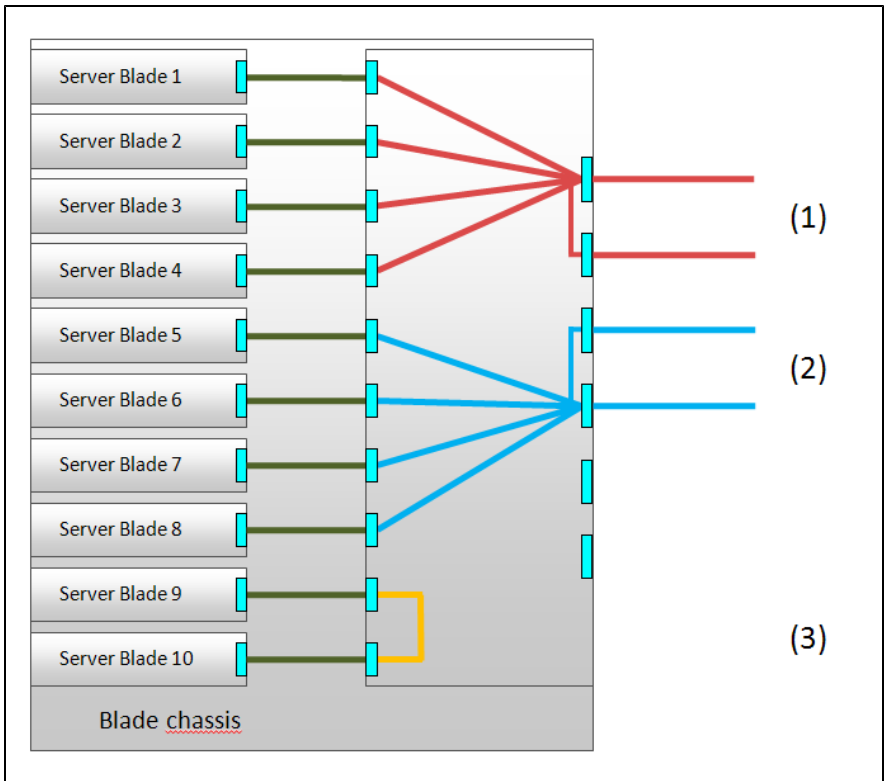 Server Blade 1
Server Blade 2
Server Blade 3
Server Blade 4
Server Blade 5
Server Blade 6
Server Blade 7
Server Blade 8
Server Blade 9
Server Blade 10
Blade chassis
(1)
(2)
(3)